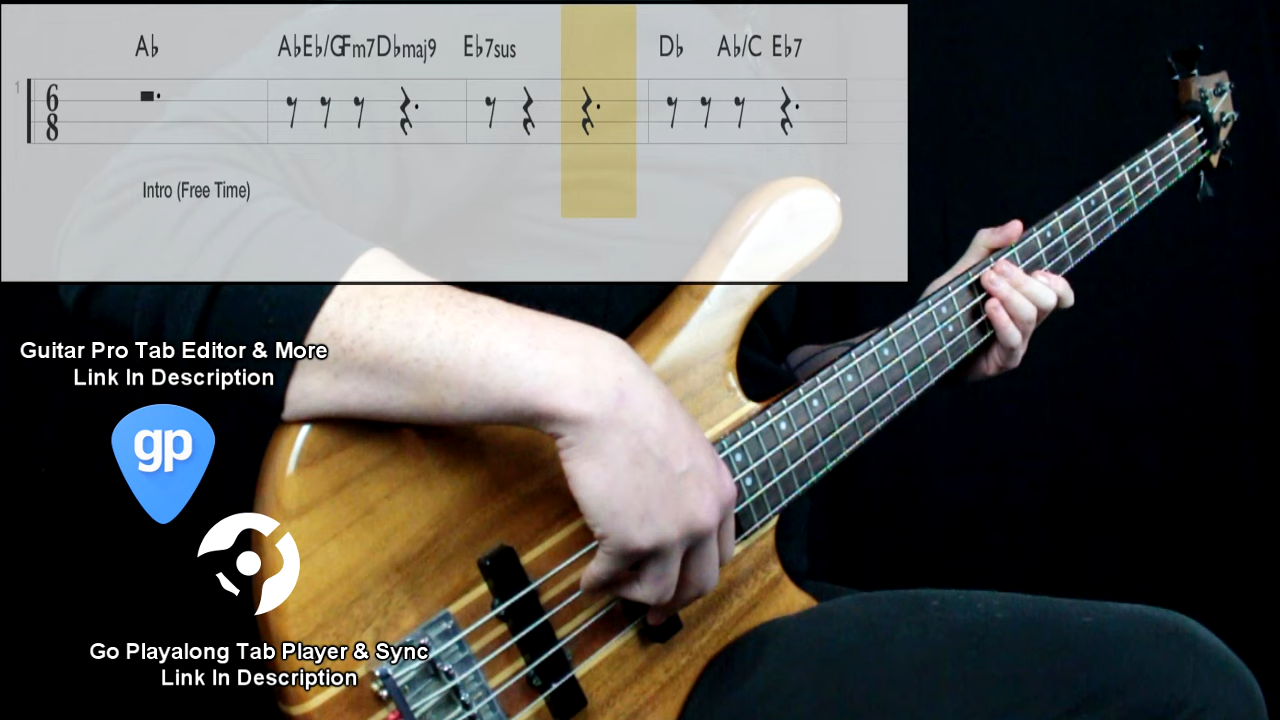 A♭ A♭ E♭/G Fm7 D♭maj9 E♭7sus D♭ A♭/C E♭7
1 6
8
Intro (Free Time)
Guitar Pro Tab Editor & More
Link In Description
gp
Go Playalong Tab Player & Sync
Link In Description